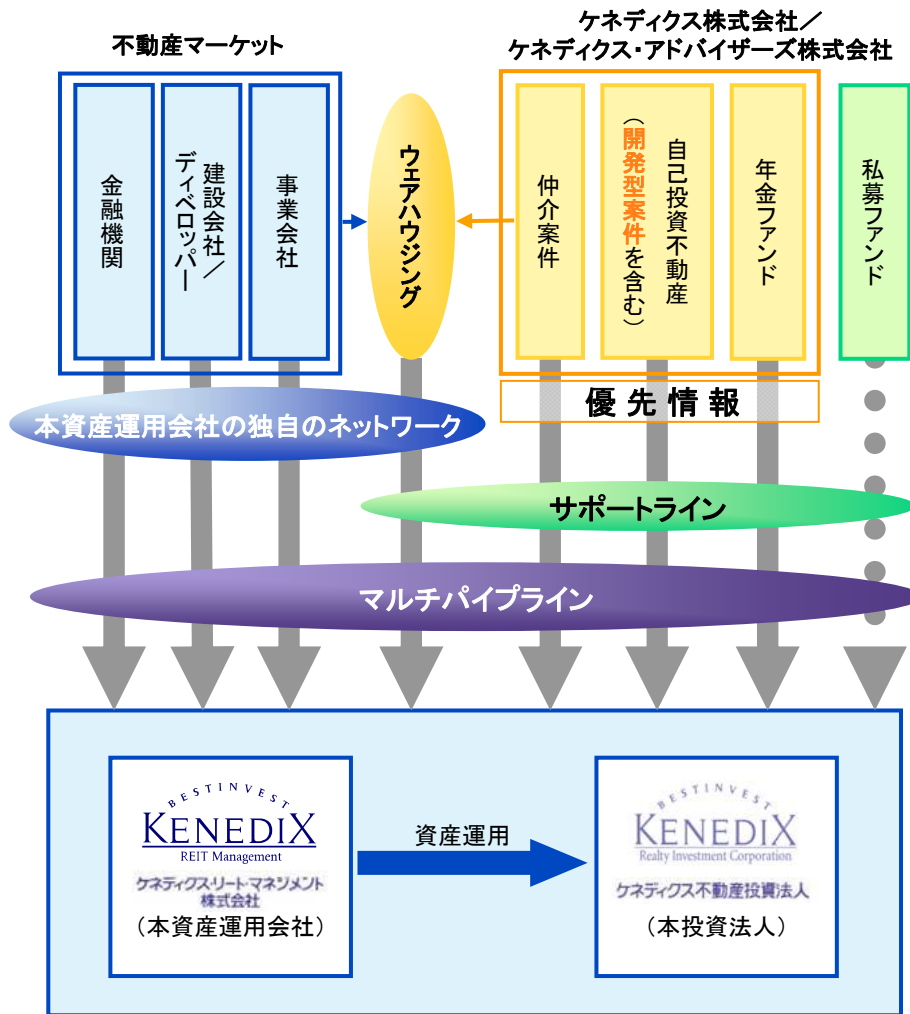 不動産マーケット
ケネディクス株式会社／
ケネディクス・アドバイザーズ株式会社
金融機関
建設会社／
ディベロッパー
事業会社
ウェアハウジング
仲介案件
自己投資不動産
（開発型案件を含む）
年金ファンド
私募ファンド
優先情報
本資産運用会社の独自のネットワーク
サポートライン
マルチパイプライン
BESTINVEST
KENEDIX
REIT Management
ケネディクス・リート・マネジメント
株式会社
（本資産運用会社）
資産運用
BESTINVEST
KENEDIX
Realty Investment Corporation
ケネディクス不動産投資法人
（本投資法人）